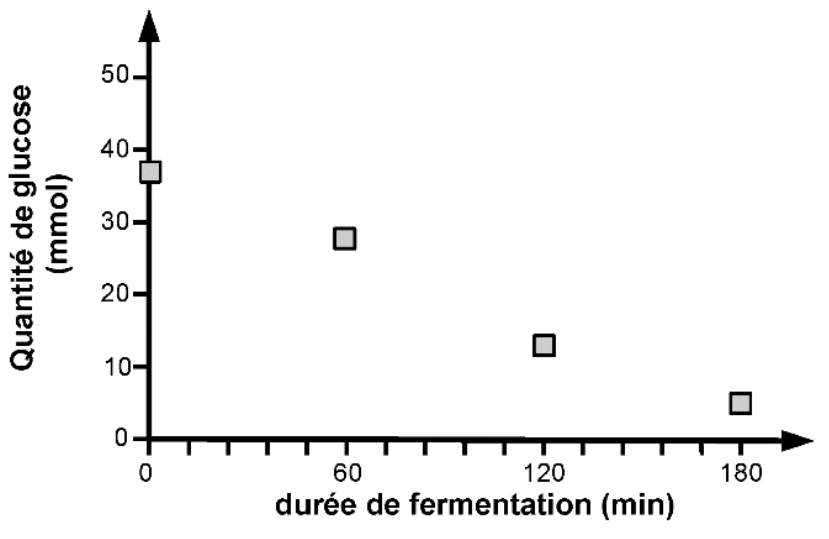 Quantité de glucose
(mmol)
50
40
30
20
10
0
0 60 120 180
durée de fermentation (min)